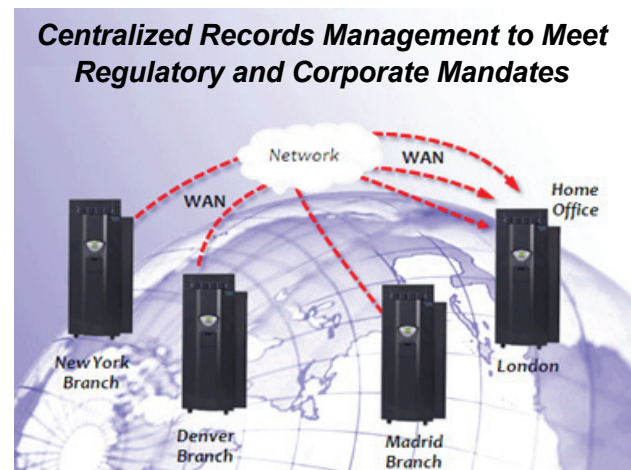 Centralized Records Management to Meet
Regulatory and Corporate Mandates
Network
WAN
WAN
Home
Office
New York
Branch
London
Denver
Branch
Madrid
Branch